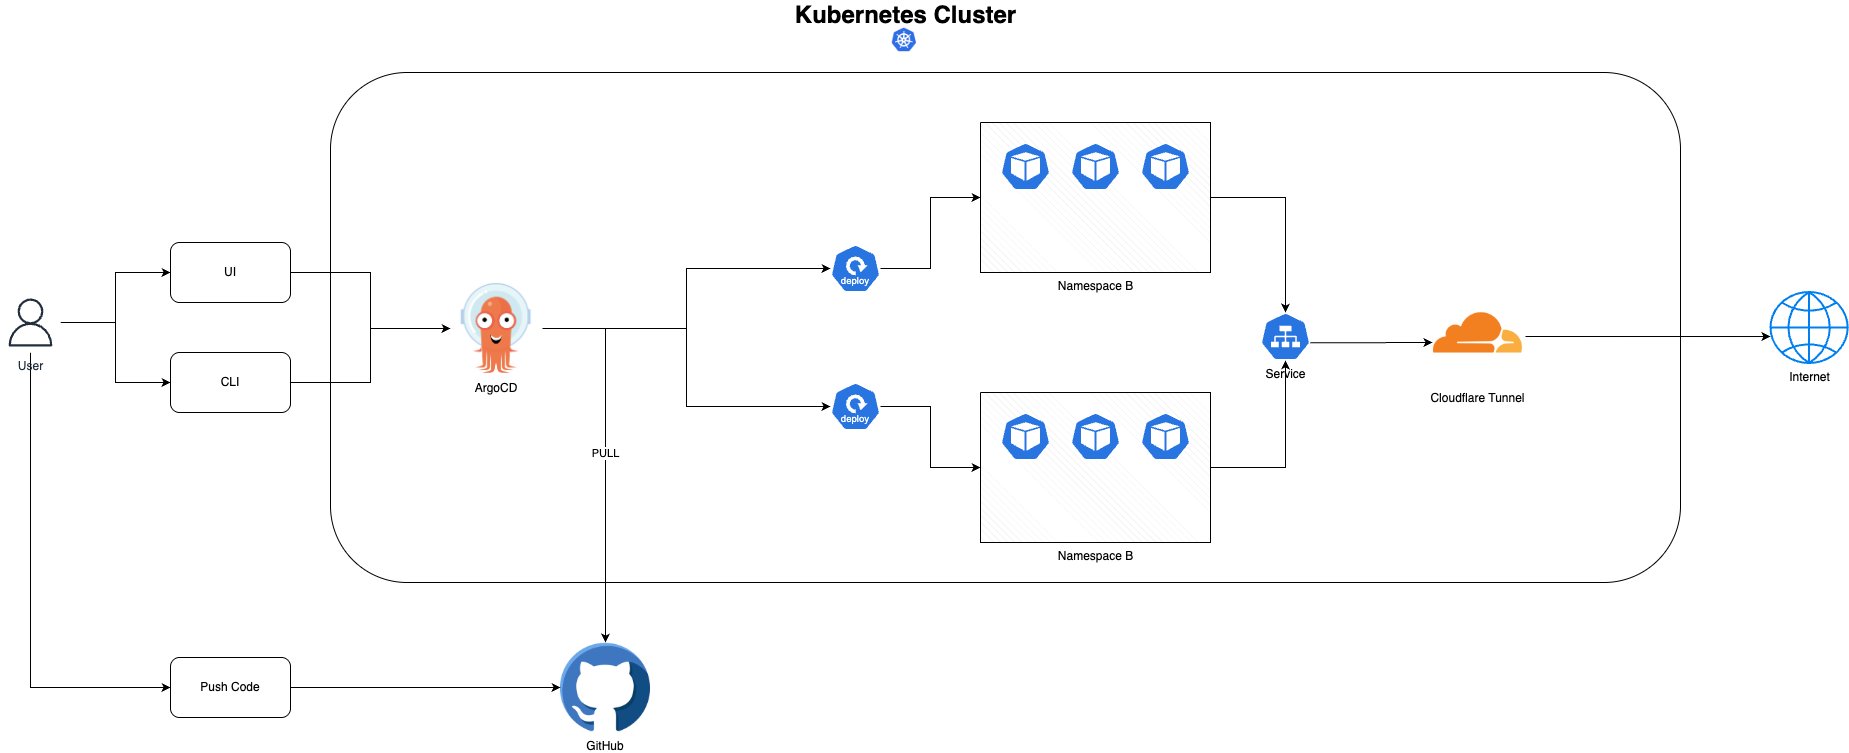 Kubernetes Cluster
UI
User
CLI
ArgoCD
deploy
deploy
PULL
Namespace B
Namespace B
Service
Cloudflare Tunnel
Internet
Push Code
GitHub